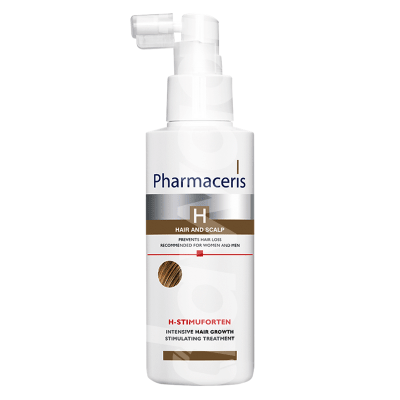 Pharmaceris
H
HAIR AND SCALP
PREVENTS HAIR LOSS
RECOMMENDED FOR WOMEN AND MEN
H-STIMUFORTEN
INTENSIVE HAIR GROWTH
STIMULATING TREATMENT